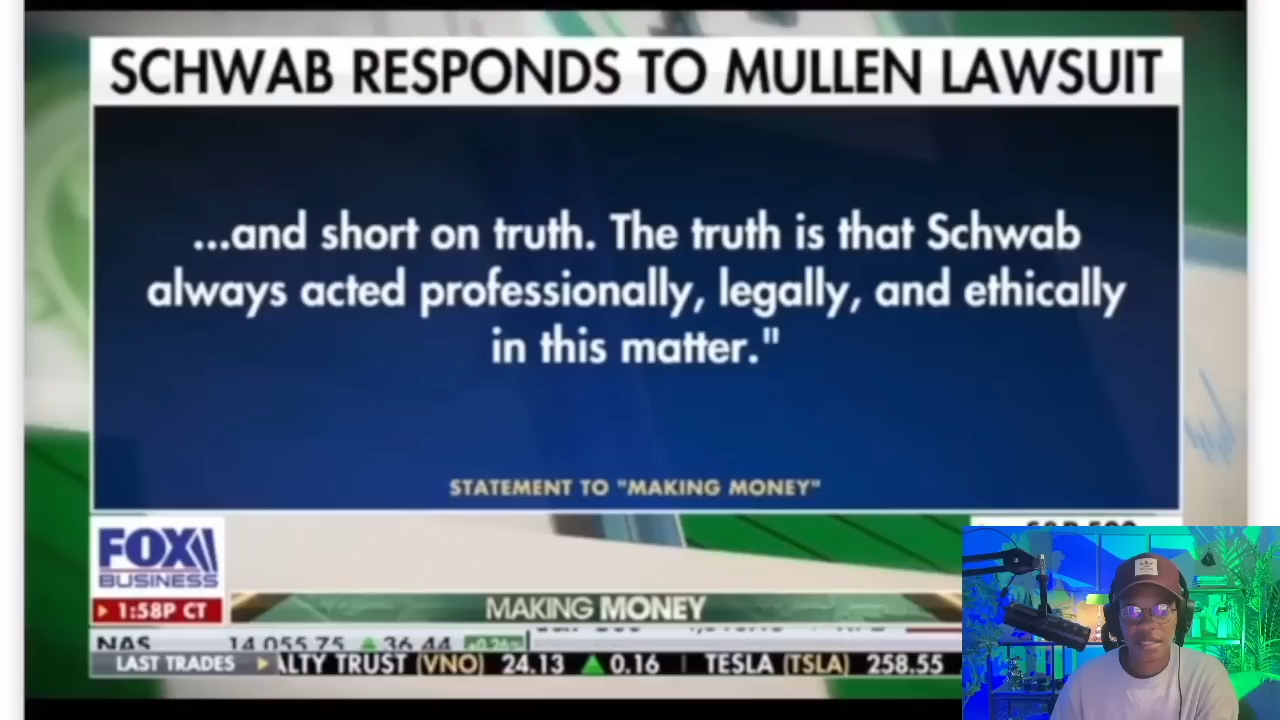 SCHWAB RESPONDS TO MULLEN LAWSUIT
...and short on truth. The truth is that Schwab
always acted professionally, legally, and ethically
in this matter."
STATEMENT TO "MAKING MONEY"
FOX
BUSINESS
1:58P CT
MAKING MONEY
NAS 14,055.75 36.44
LAST TRADES ALTY TRUST (VNO) 24.13 0.16 TESLA (TSLA) 258.55